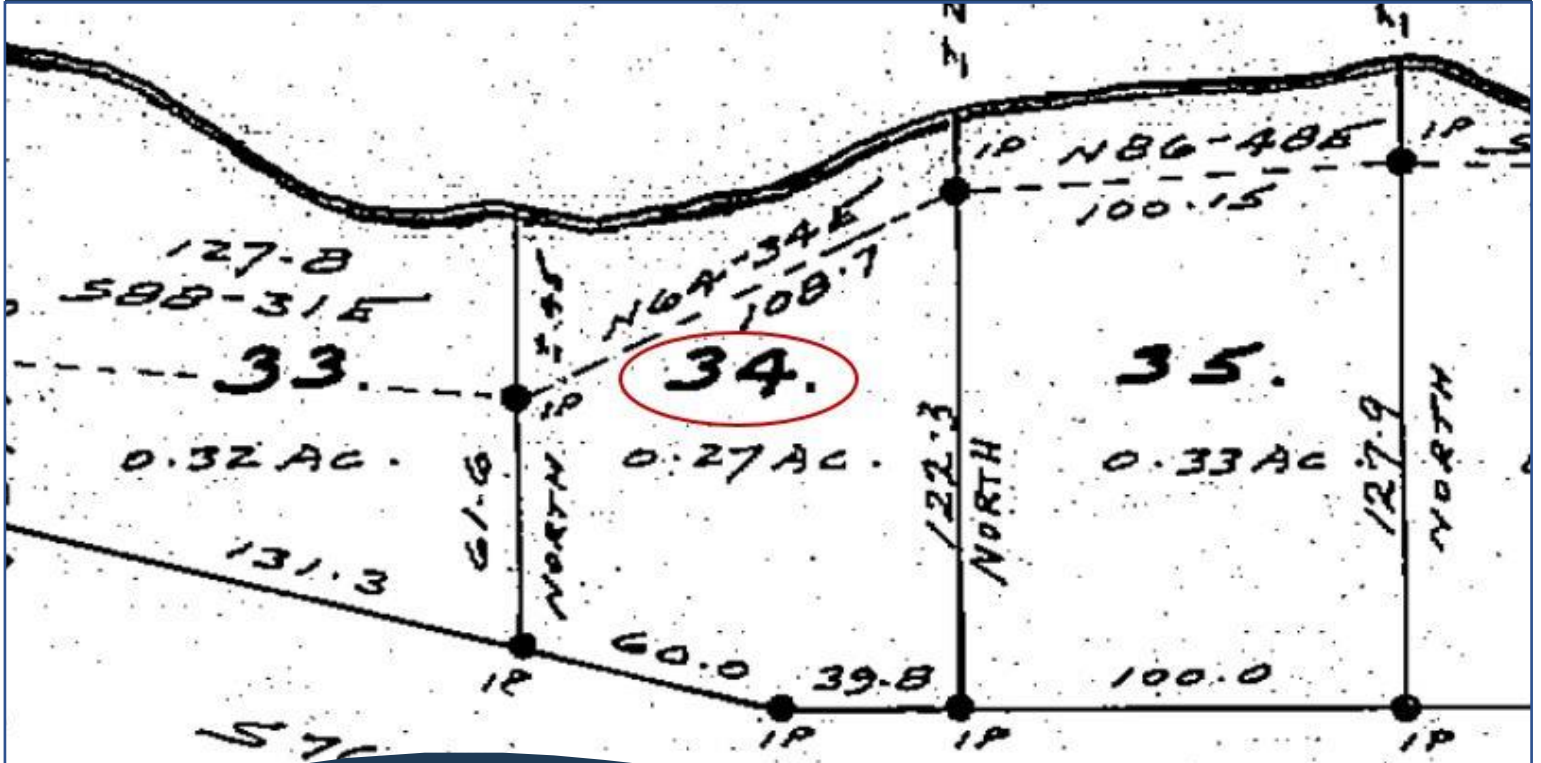 127.8
S88-31E
33.
0.32 AC.
131.3
61.6
NORTH
IP
IP
108.7
34.
0.27 AC.
60.0
39.8
IP
IP
122.3
NORTH
IP
N86-48E
100.15
IP
35.
0.33 AC
127.9
NORTH
100.0
IP